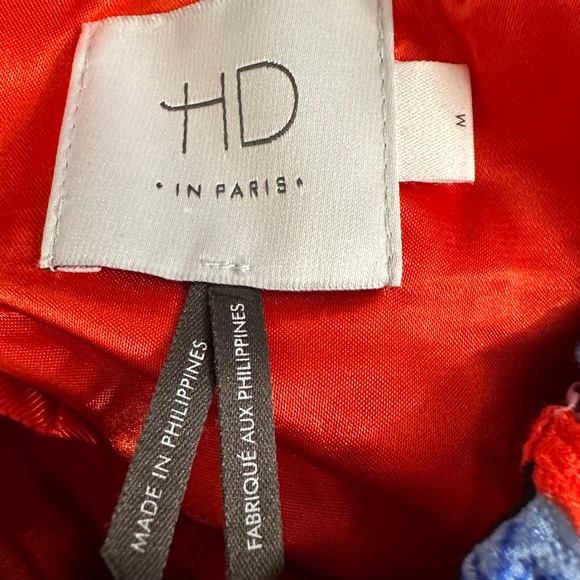 HD
• IN PARIS •
M
MADE IN PHILIPPINES
FABRIQUÉ AUX PHILIPPINES